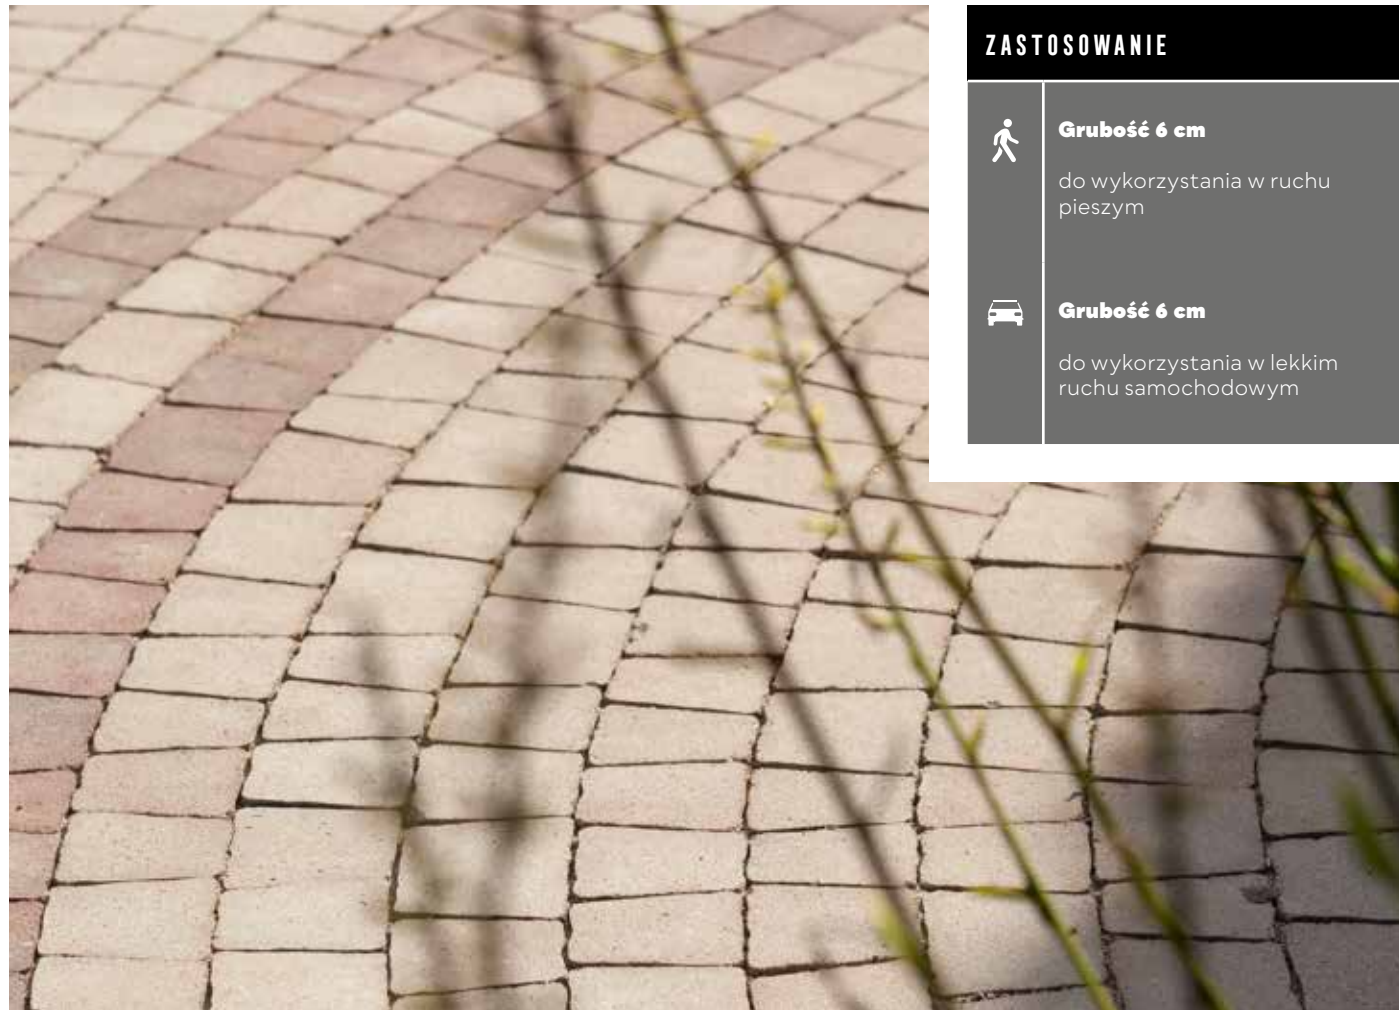 ZASTOSOWANIE
Grubość 6 cm
do wykorzystania w ruchu
pieszym
Grubość 6 cm
do wykorzystania w lekkim
ruchu samochodowym